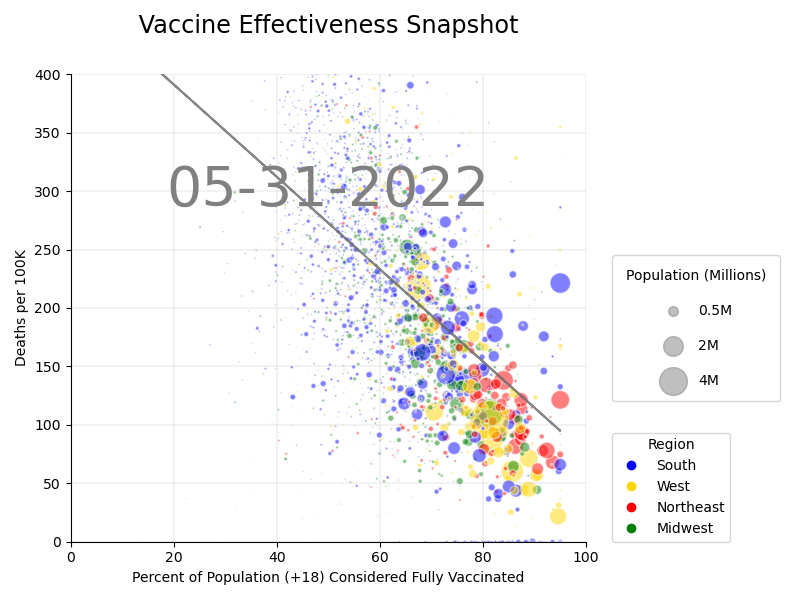 Vaccine Effectiveness Snapshot
400
350
300
250
200
150
100
50
0
Deaths per 100K
05-31-2022
0 20 40 60 80 100
Percent of Population (+18) Considered Fully Vaccinated
Population (Millions)
0.5M
2M
4M
Region
South
West
Northeast
Midwest